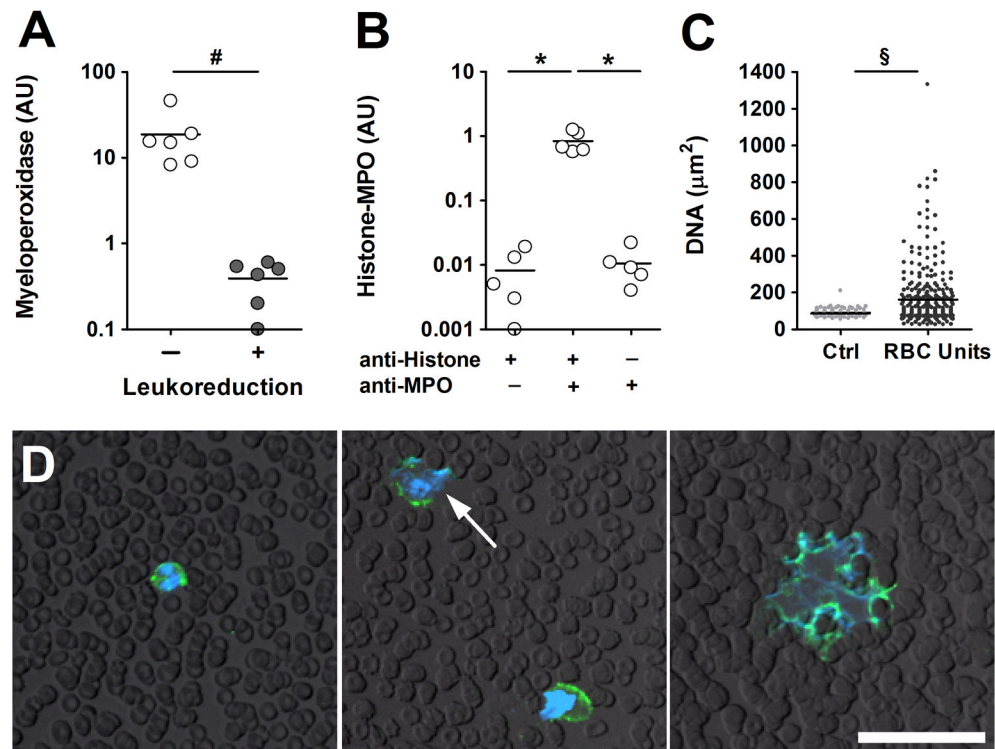 A
Myeloperoxidase (AU)
#
100
10
1
0.1
— +
Leukoreduction
B
Histone-MPO (AU)
* *
10
1
0.1
0.01
0.001
anti-Histone + + –
anti-MPO – + +
C
DNA (μm²)
§
1400
1200
1000
800
600
400
200
0
Ctrl RBC Units
D